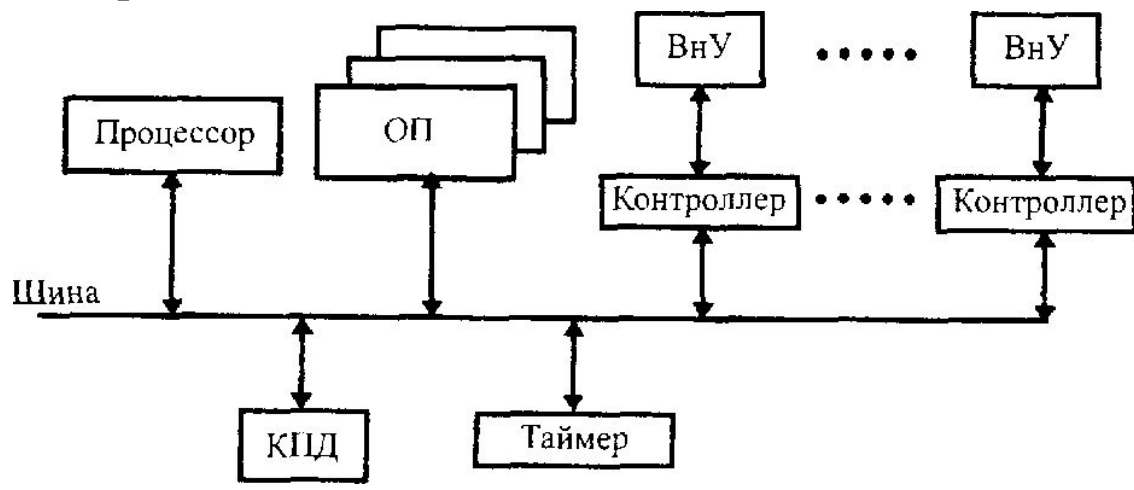 ВнУ
ВнУ
Процессор
ОП
Контроллер
Контроллер
Шина
КПД
Таймер